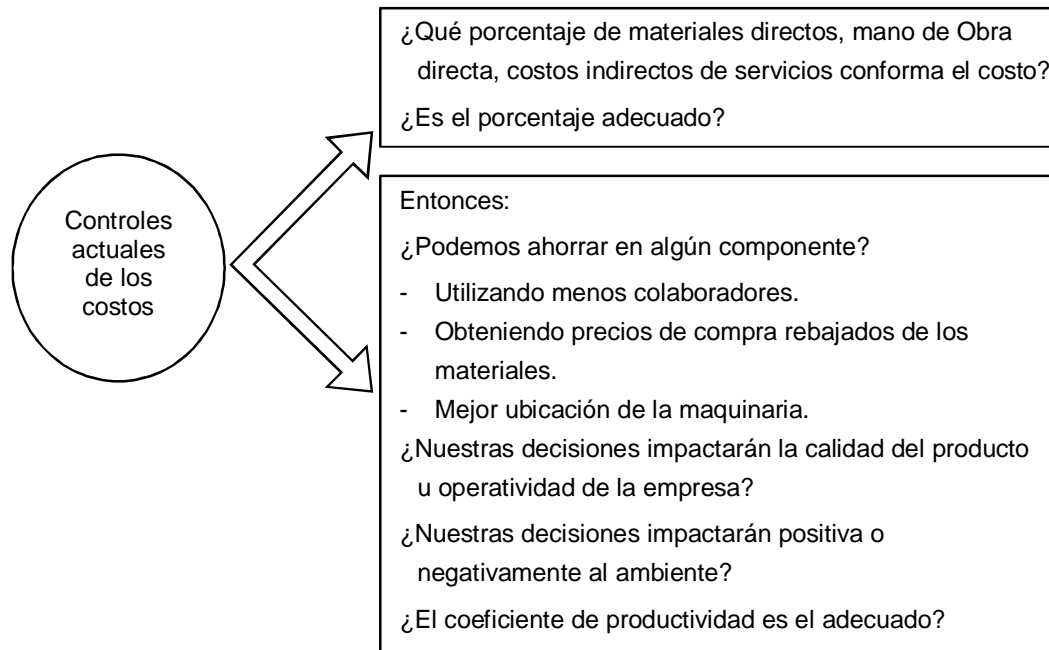 Controles
actuales
de los
costos
¿Qué porcentaje de materiales directos, mano de Obra
directa, costos indirectos de servicios conforma el costo?
¿Es el porcentaje adecuado?
Entonces:
¿Podemos ahorrar en algún componente?
- Utilizando menos colaboradores.
- Obteniendo precios de compra rebajados de los
materiales.
- Mejor ubicación de la maquinaria.
¿Nuestras decisiones impactarán la calidad del producto
u operatividad de la empresa?
¿Nuestras decisiones impactarán positiva o
negativamente al ambiente?
¿El coeficiente de productividad es el adecuado?